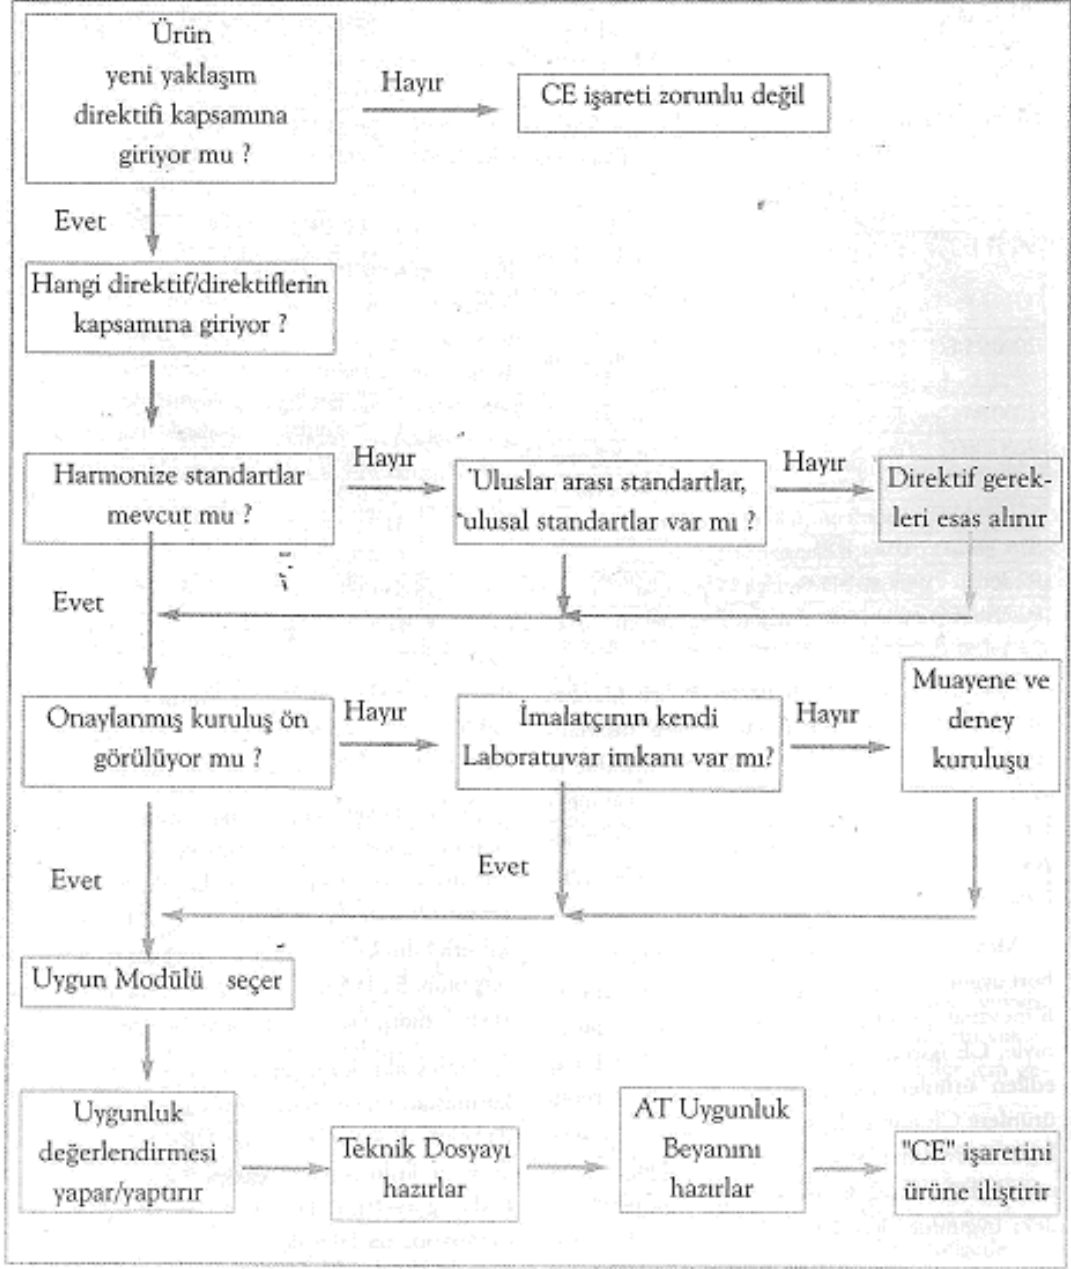 Ürün
yeni yaklaşım
direktifi kapsamına
giriyor mu ?
Hayır
CE işareti zorunlu değil
Evet
Hangi direktif/direktiflerin
kapsamına giriyor ?
Harmonize standartlar
mevcut mu ?
Hayır
Uluslar arası standartlar,
ulusal standartlar var mı ?
Hayır
Direktif gerek-
leri esas alınır
Evet
Onaylanmış kuruluş ön
görülüyor mu ?
Hayır
İmalatçının kendi
Laboratuvar imkanı var mı?
Hayır
Muayene ve
deney
kuruluşu
Evet
Evet
Uygun Modülü seçer
Uygunluk
değerlendirmesi
yapar/yaptırır
Teknik Dosyayı
hazırlar
AT Uygunluk
Beyanını
hazırlar
"CE" işaretini
ürüne iliştirir